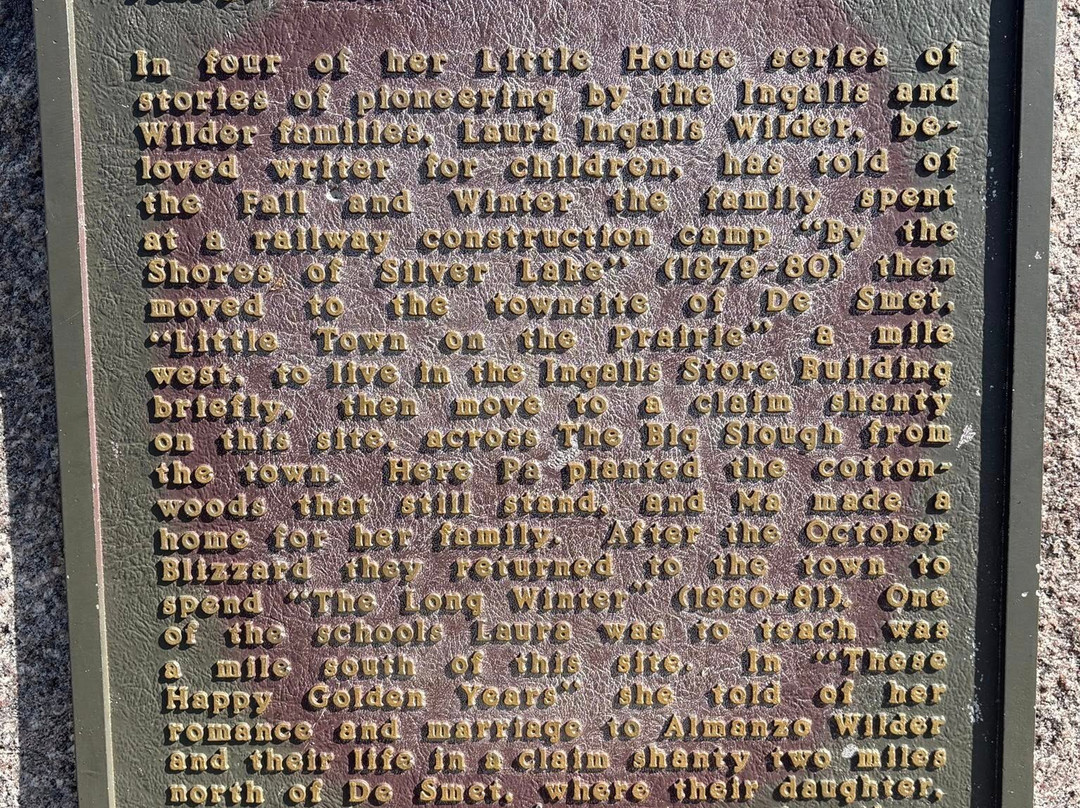 In four of her Little House series of
stories of pioneering by the Ingalls and
Wilder families, Laura Ingalls Wilder, be-
loved writer for children, has told of
the Fall and Winter the family spent
at a railway construction camp "By the
Shores of Silver Lake" (1879-80) then
moved to the townsite of De Smet,
"Little Town on the Prairie" a mile
west, to live in the Ingalls Store Building
briefly, then move to a claim shanty
on this site, across The Big Slough from
the town. Here Pa planted the cotton-
woods that still stand, and Ma made a
home for her family. After the October
Blizzard they returned to the town to
spend "The Long Winter" (1880-81). One
of the schools Laura was to teach was
a mile south of this site. In "These
Happy Golden Years" she told of her
romance and marriage to Almanzo Wilder
and their life in a claim shanty two miles
north of De Smet, where their daughter,